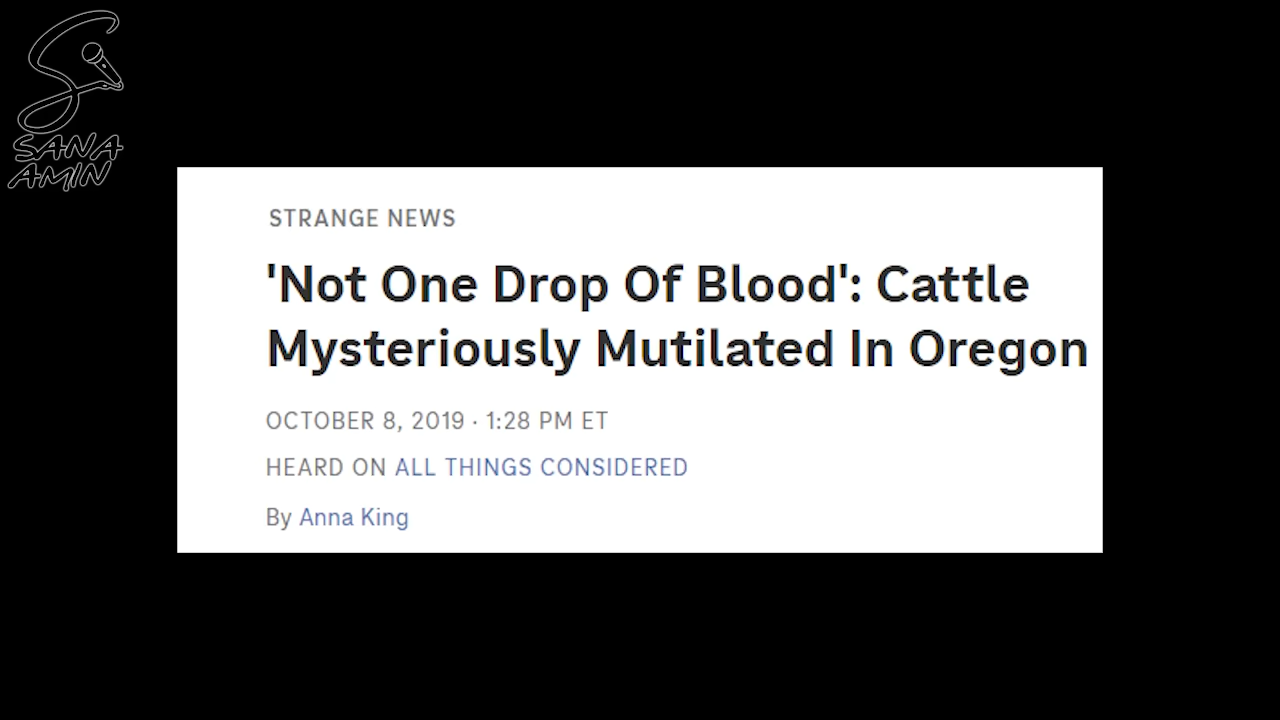 SANA
AMIN
STRANGE NEWS
'Not One Drop Of Blood': Cattle
Mysteriously Mutilated In Oregon
OCTOBER 8, 2019 · 1:28 PM ET
HEARD ON ALL THINGS CONSIDERED
By Anna King